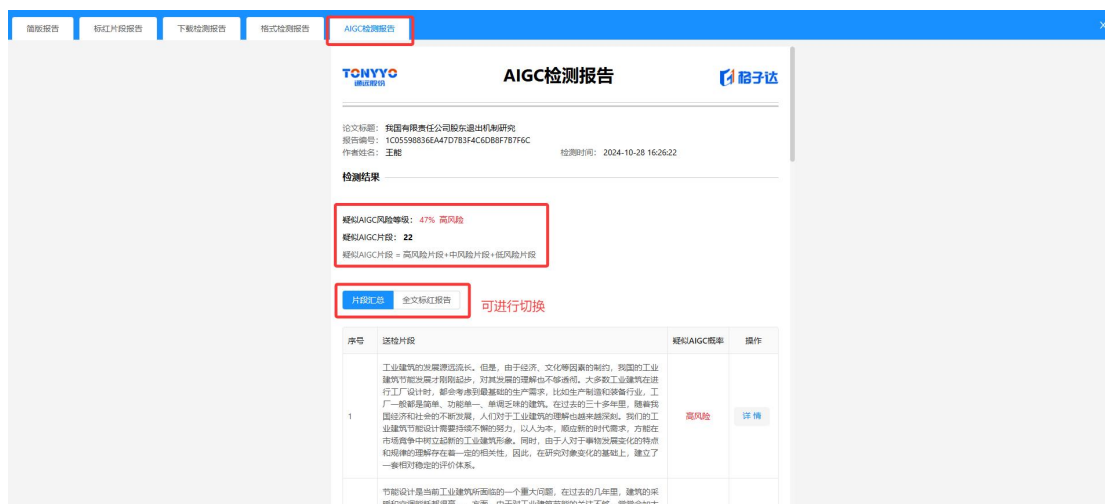 简版报告 标红片段报告 下载检测报告 格式检测报告 AIGC检测报告
TONYYO
通远股份
AIGC检测报告
格子达
论文标题： 我国有限责任公司股东退出机制研究
报告编号： 1C05598836EA47D7B3F4C6DB8F7B7F6C
作者姓名： 王能 检测时间： 2024-10-28 16:26:22
检测结果
疑似AIGC风险等级： 47% 高风险
疑似AIGC片段： 22
疑似AIGC片段 = 高风险片段+中风险片段+低风险片段
片段汇总 全文标红报告 可进行切换
序号 送检片段 疑似AIGC概率 操作
工业建筑的发展源远流长。但是，由于经济、文化等因素的制约，我国的工业
建筑节能发展才刚刚起步，对其发展的理解也不够透彻。大多数工业建筑在进
行工厂设计时，都会考虑到最基础的生产需求，比如生产制造和装备行业，工
厂一般都是简单、功能单一、单调乏味的建筑。在过去的三十多年里，随着我
1 国经济和社会的不断发展，人们对于工业建筑的理解也越来越深刻。我们的工 高风险 详情
业建筑节能设计需要持续不懈的努力，以人为本，顺应新的时代需求，方能在
市场竞争中树立起新的工业建筑形象。同时，由于人对于事物发展变化的特点
和规律的理解存在着一定的相关性，因此，在研究对象变化的基础上，建立了
一套相对稳定的评价体系。
节能设计是当前工业建筑所面临的一个重大问题，在过去的几年里，建筑的采